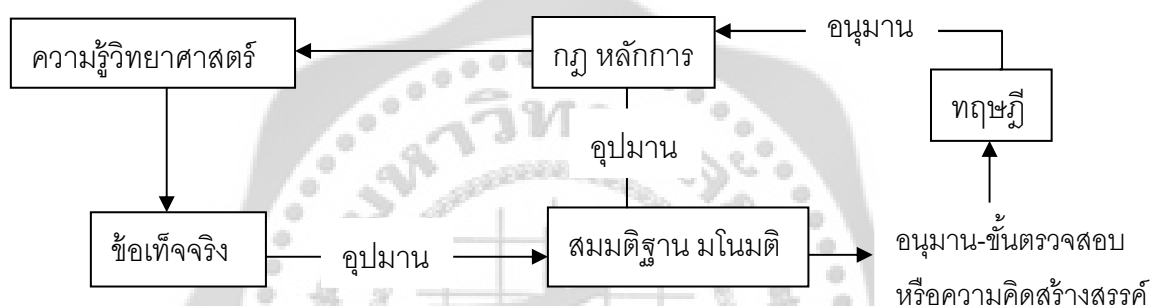 อนุมาน
ความรู้วิทยาศาสตร์
กฎ หลักการ
ทฤษฎี
อุปมาน
ข้อเท็จจริง
อุปมาน
สมมติฐาน มโนมติ
อนุมาน-ขั้นตรวจสอบ
หรือความคิดสร้างสรรค์